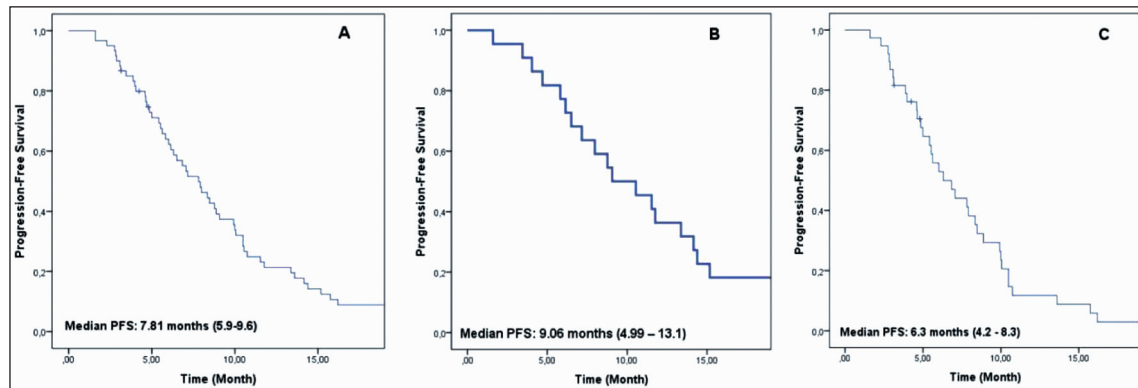 A
Progression-Free Survival
1,0
0,8
0,6
0,4
0,2
0,0
Median PFS: 7.81 months (5.9-9.6)
,00
5,00
10,00
15,00
Time (Month)
B
Progression-Free Survival
1,0
0,8
0,6
0,4
0,2
0,0
Median PFS: 9.06 months (4.99 – 13.1)
,00
5,00
10,00
15,00
Time (Month)
C
Progression-Free Survival
1,0
0,8
0,6
0,4
0,2
0,0
Median PFS: 6.3 months (4.2 - 8.3)
,00
5,00
10,00
15,00
Time (Month)